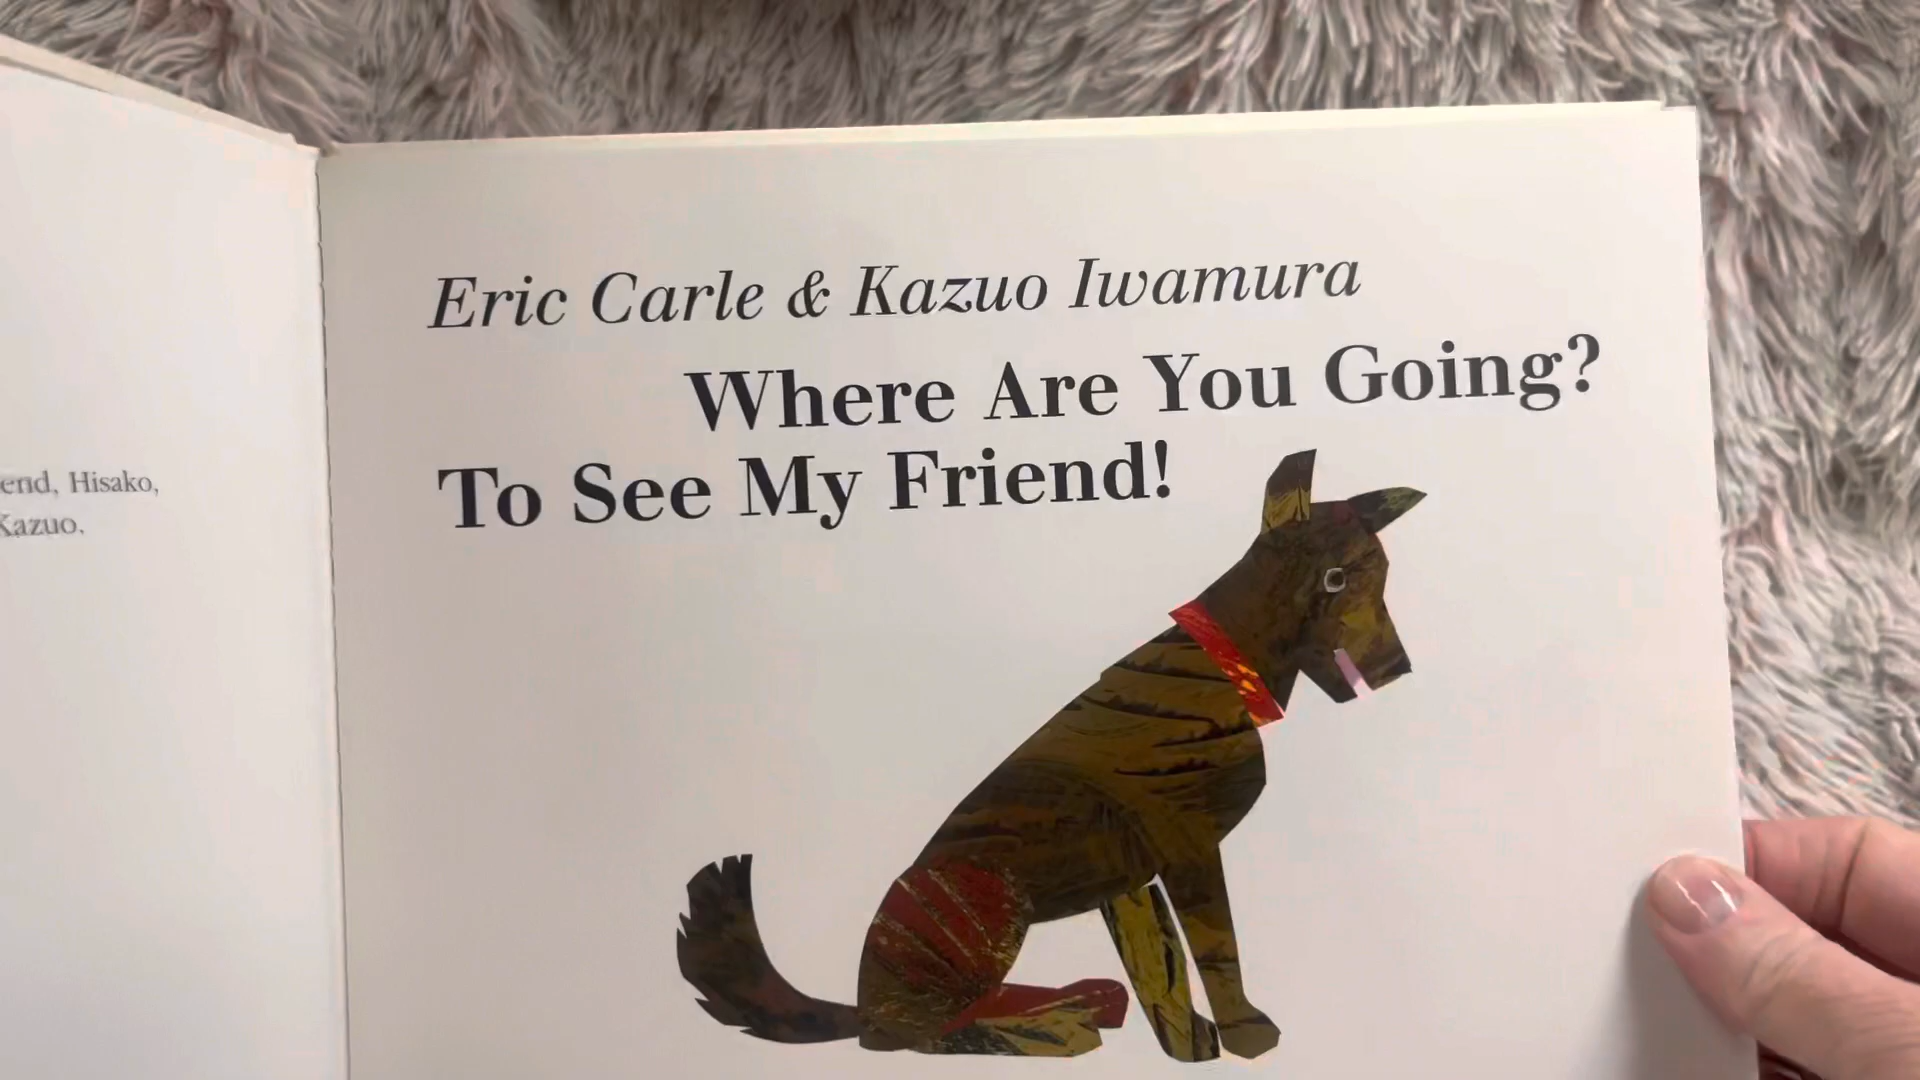 end, Hisako,
Kazuo.
Eric Carle & Kazuo Iwamura
Where Are You Going?
To See My Friend!